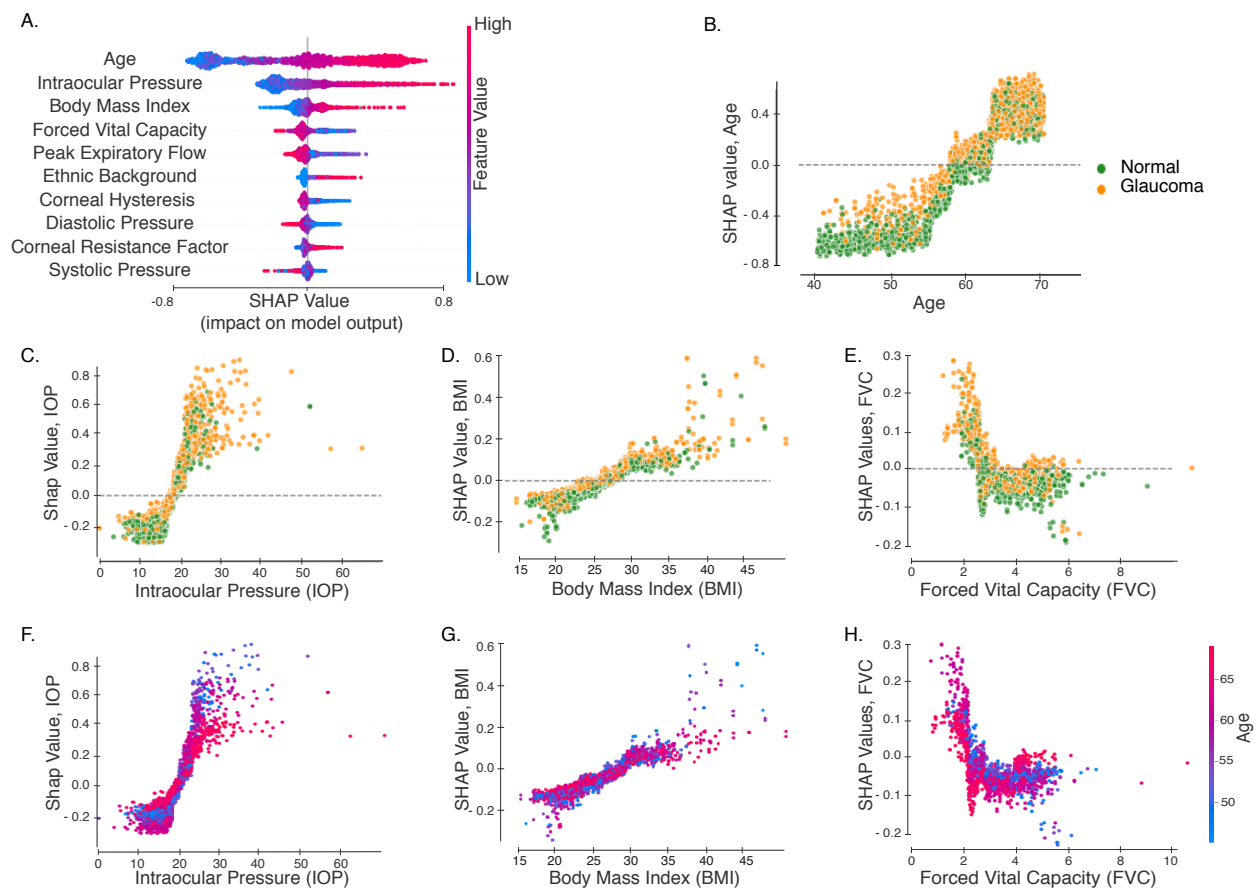 A.
High
Age
Intraocular Pressure
Body Mass Index
Forced Vital Capacity
Peak Expiratory Flow
Ethnic Background
Corneal Hysteresis
Diastolic Pressure
Corneal Resistance Factor
Systolic Pressure
Feature Value
Low
-0.8
SHAP Value
0.8
(impact on model output)
B.
SHAP value, Age
0.4
0.0
- 0.4
- 0.8
40
50
60
70
Age
Normal
Glaucoma
C.
Shap Value, IOP
0.8
0.6
0.4
0.2
0.0
- 0.2
0
10
20
30
40
50
60
Intraocular Pressure (IOP)
D.
SHAP Value, BMI
0.6
0.4
0.2
0.0
- 0.2
15
20
25
30
35
40
45
Body Mass Index (BMI)
E.
SHAP Values, FVC
0.3
0.2
0.1
0.0
- 0.1
- 0.2
0
2
4
6
8
Forced Vital Capacity (FVC)
F.
Shap Value, IOP
0.8
0.6
0.4
0.2
0.0
- 0.2
0
10
20
30
40
50
60
Intraocular Pressure (IOP)
G.
SHAP Value, BMI
0.6
0.4
0.2
0.0
- 0.2
15
20
25
30
35
40
45
Body Mass Index (BMI)
H.
SHAP Values, FVC
0.3
0.2
0.1
0.0
- 0.1
- 0.2
0
2
4
6
8
10
Forced Vital Capacity (FVC)
65
60
55
50
Age